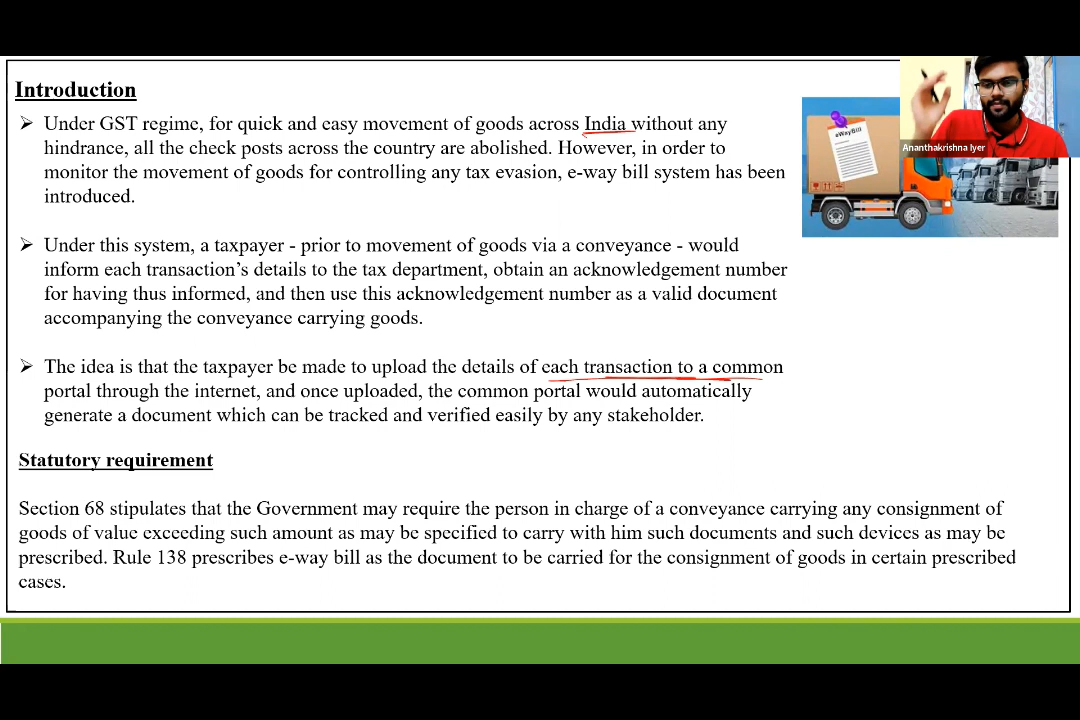 Introduction
➢ Under GST regime, for quick and easy movement of goods across India without any
hindrance, all the check posts across the country are abolished. However, in order to
monitor the movement of goods for controlling any tax evasion, e-way bill system has been
introduced.
➢ Under this system, a taxpayer - prior to movement of goods via a conveyance - would
inform each transaction's details to the tax department, obtain an acknowledgement number
for having thus informed, and then use this acknowledgement number as a valid document
accompanying the conveyance carrying goods.
➢ The idea is that the taxpayer be made to upload the details of each transaction to a common
portal through the internet, and once uploaded, the common portal would automatically
generate a document which can be tracked and verified easily by any stakeholder.
Statutory requirement
Section 68 stipulates that the Government may require the person in charge of a conveyance carrying any consignment of
goods of value exceeding such amount as may be specified to carry with him such documents and such devices as may be
prescribed. Rule 138 prescribes e-way bill as the document to be carried for the consignment of goods in certain prescribed
cases.
eWayBill
Ananthakrishna Iyer